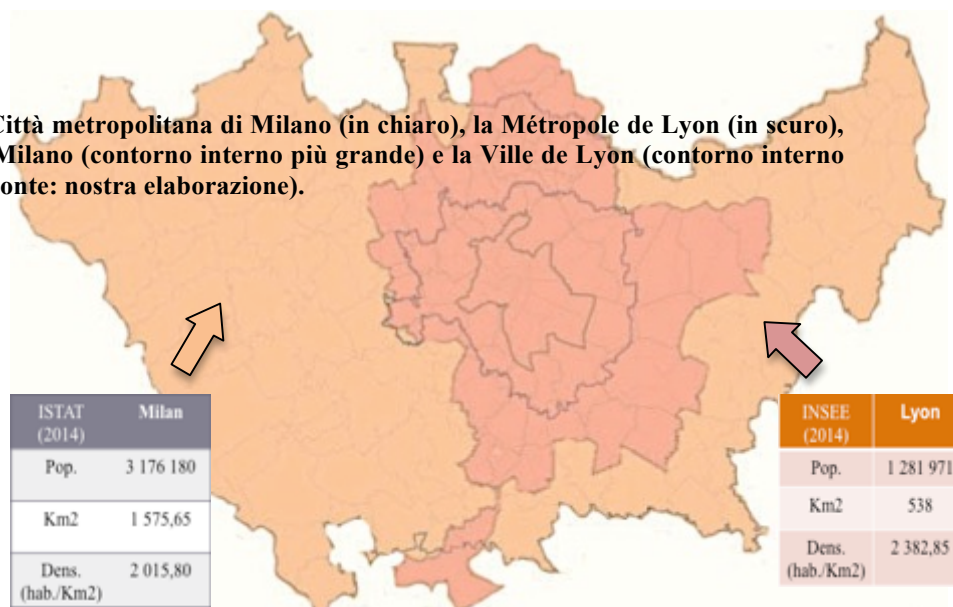 Città metropolitana di Milano (in chiaro), la Métropole de Lyon (in scuro),
Milano (contorno interno più grande) e la Ville de Lyon (contorno interno
onte: nostra elaborazione).
ISTAT (2014) Milan
Pop. 3 176 180
Km2 1 575,65
Dens. (hab./Km2) 2 015,80
INSEE (2014) Lyon
Pop. 1 281 971
Km2 538
Dens. (hab./Km2) 2 382,85